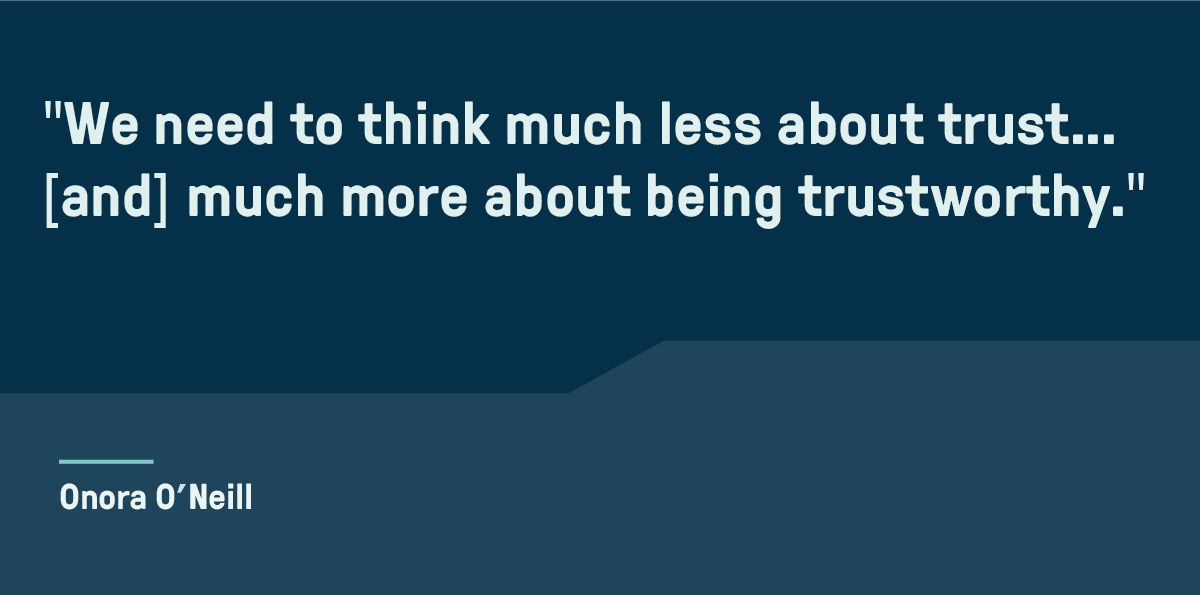 "We need to think much less about trust...
[and] much more about being trustworthy."
Onora O'Neill